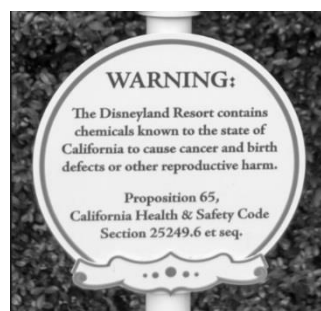 WARNING:
The Disneyland Resort contains
chemicals known to the state of
California to cause cancer and birth
defects or other reproductive harm.
Proposition 65,
California Health & Safety Code
Section 25249.6 et seq.